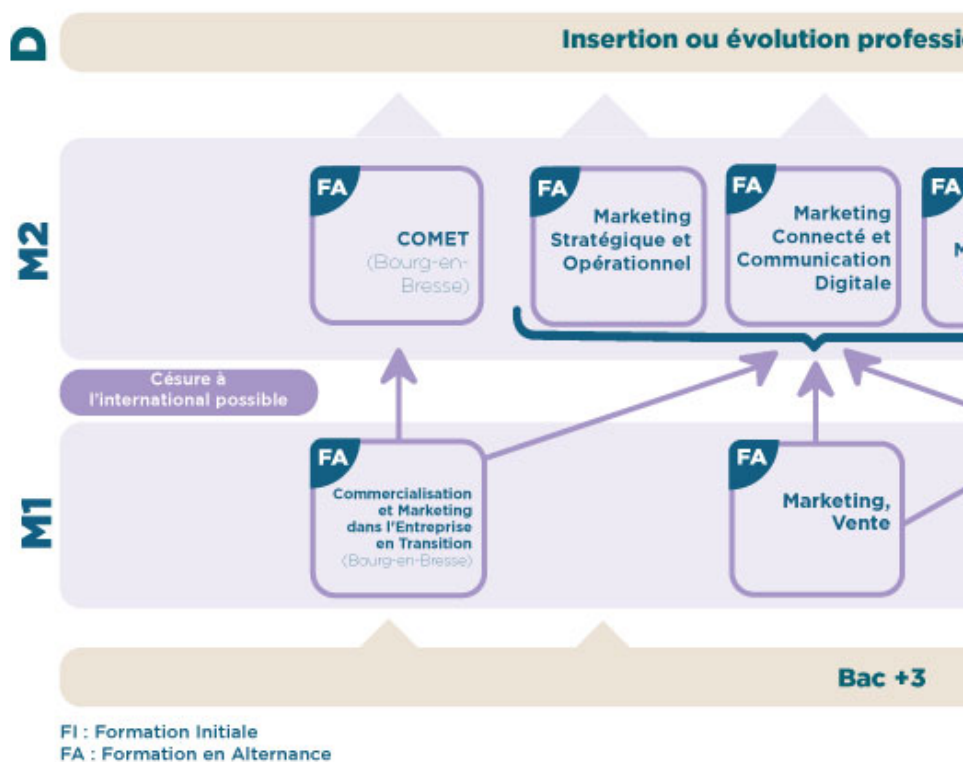 D
Insertion ou évolution professi
M2
FA
COMET
(Bourg-en-
Bresse)
FA
Marketing
Stratégique et
Opérationnel
FA
Marketing
Connecté et
Communication
Digitale
FA
M
Césure à
l'international possible
M1
FA
Commercialisation
et Marketing
dans l'Entreprise
en Transition
(Bourg-en-Bresse)
FA
Marketing,
Vente
Bac +3
FI : Formation Initiale
FA : Formation en Alternance